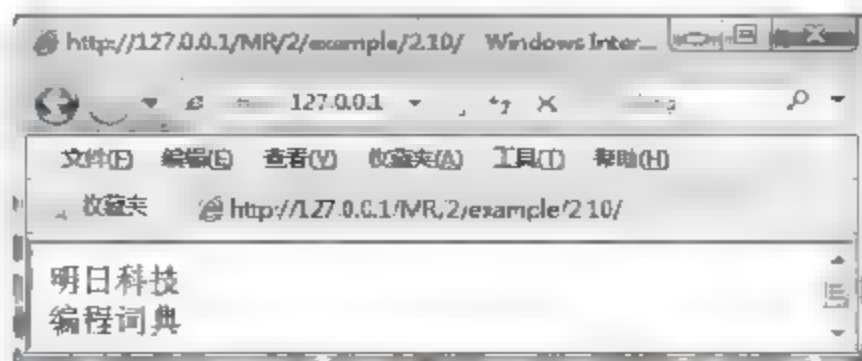 http://127.0.0.1/MR/2/example/2.10/ Windows Inter...
127.0.0.1
文件(F) 编辑(E) 查看(V) 收藏夹(A) 工具(T) 帮助(H)
收藏夹 http://127.0.0.1/MR/2/example/2.10/
明日科技
编程词典